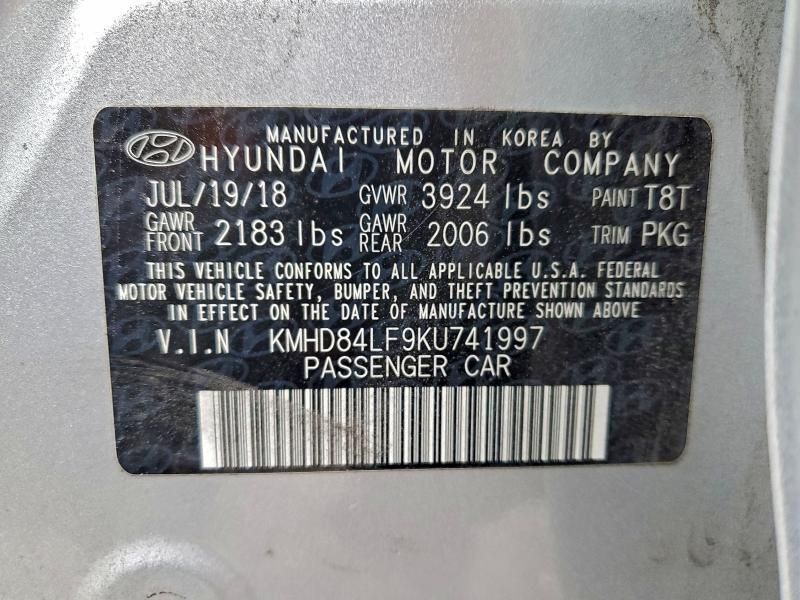 MANUFACTURED IN KOREA BY
HYUNDAI MOTOR COMPANY
JUL/19/18 GVWR 3924 lbs PAINT T8T
GAWR FRONT 2183 lbs GAWR REAR 2006 lbs TRIM PKG
THIS VEHICLE CONFORMS TO ALL APPLICABLE U.S.A. FEDERAL
MOTOR VEHICLE SAFETY, BUMPER, AND THEFT PREVENTION STANDARDS
IN EFFECT ON THE DATE OF MANUFACTURE SHOWN ABOVE
V.I.N KMHD84LF9KU741997
PASSENGER CAR